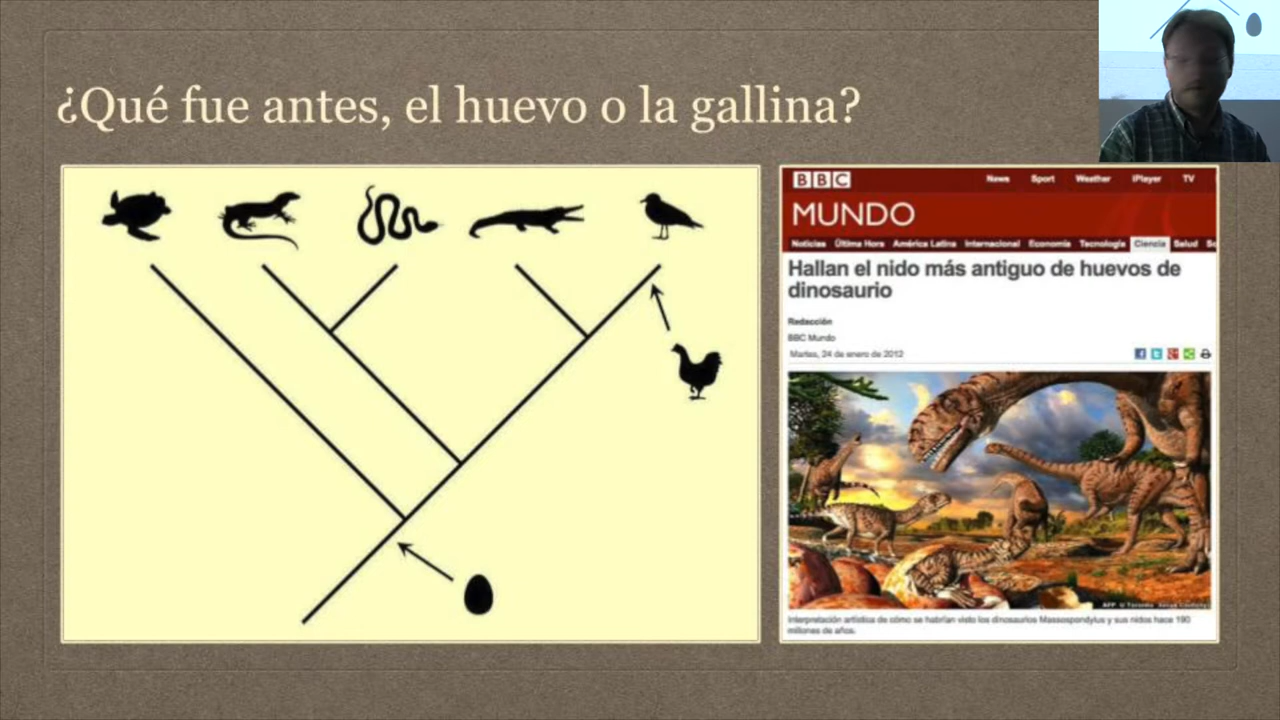 ¿Qué fue antes, el huevo o la gallina?
BBC
News Sport Weather iPlayer TV
MUNDO
Noticias Última Hora América Latina Internacional Economía Tecnología Ciencia Salud
Hallan el nido más antiguo de huevos de
dinosaurio
Redacción
BBC Mundo
Martes, 24 de enero de 2012
Interpretación artística de cómo se habrían visto los dinosaurios Massospondylus y sus nidos hace 190
millones de años.